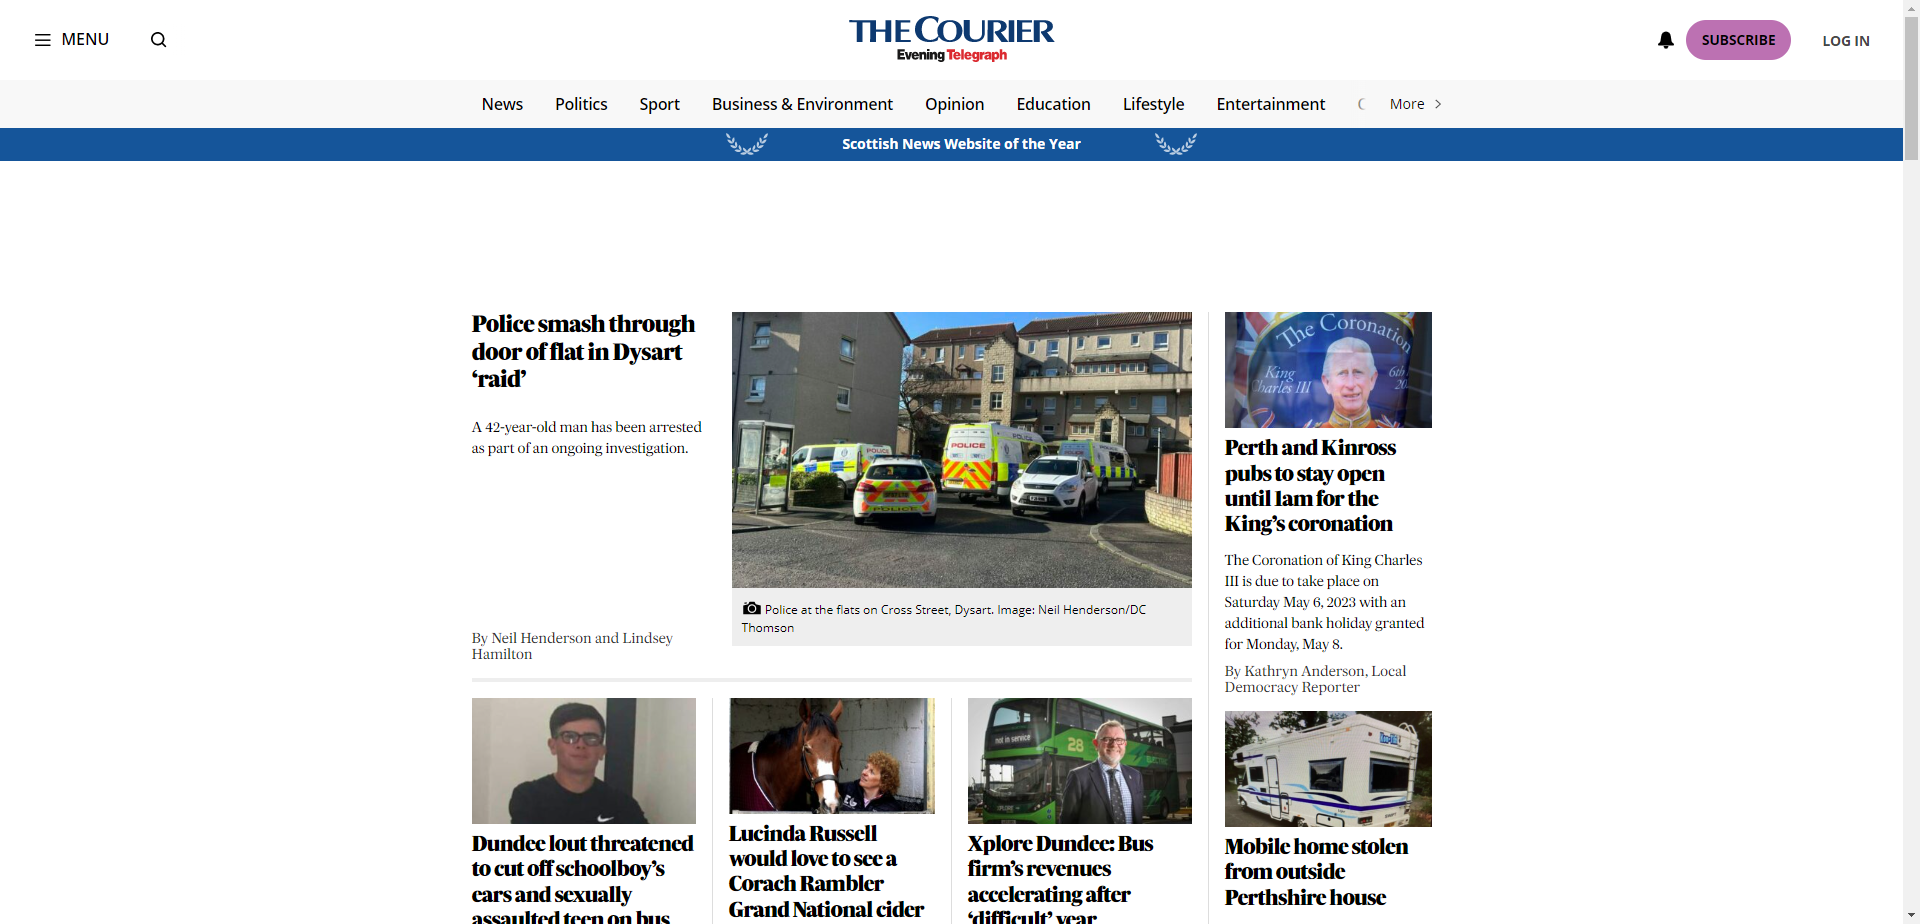 MENU
THE COURIER
Evening Telegraph
SUBSCRIBE
LOG IN
News
Politics
Sport
Business & Environment
Opinion
Education
Lifestyle
Entertainment
More
Scottish News Website of the Year
Police smash through
door of flat in Dysart
‘raid’
A 42-year-old man has been arrested
as part of an ongoing investigation.
By Neil Henderson and Lindsey
Hamilton
POLICE
POLICE
POLICE
Police at the flats on Cross Street, Dysart. Image: Neil Henderson/DC
Thomson
The Coronation
King
Charles III
6th
Perth and Kinross
pubs to stay open
until 1am for the
King’s coronation
The Coronation of King Charles
III is due to take place on
Saturday May 6, 2023 with an
additional bank holiday granted
for Monday, May 8.
By Kathryn Anderson, Local
Democracy Reporter
Dundee lout threatened
to cut off schoolboy’s
ears and sexually
assaulted teen on bus
Lucinda Russell
would love to see a
Corach Rambler
Grand National cider
not in service
28
Xplore Dundee: Bus
firm’s revenues
accelerating after
‘difficult’ year
Mobile home stolen
from outside
Perthshire house